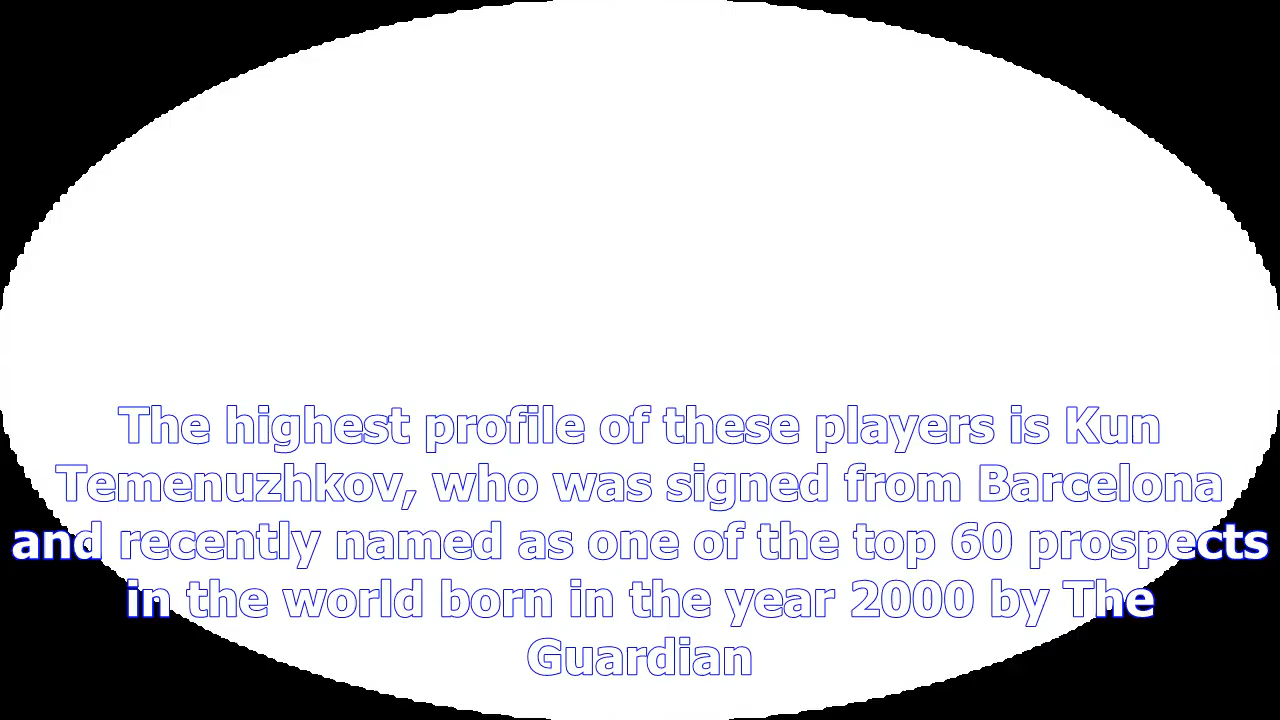 The highest profile of these players is Kun
Temenuzhkov, who was signed from Barcelona
and recently named as one of the top 60 prospects
in the world born in the year 2000 by The
Guardian